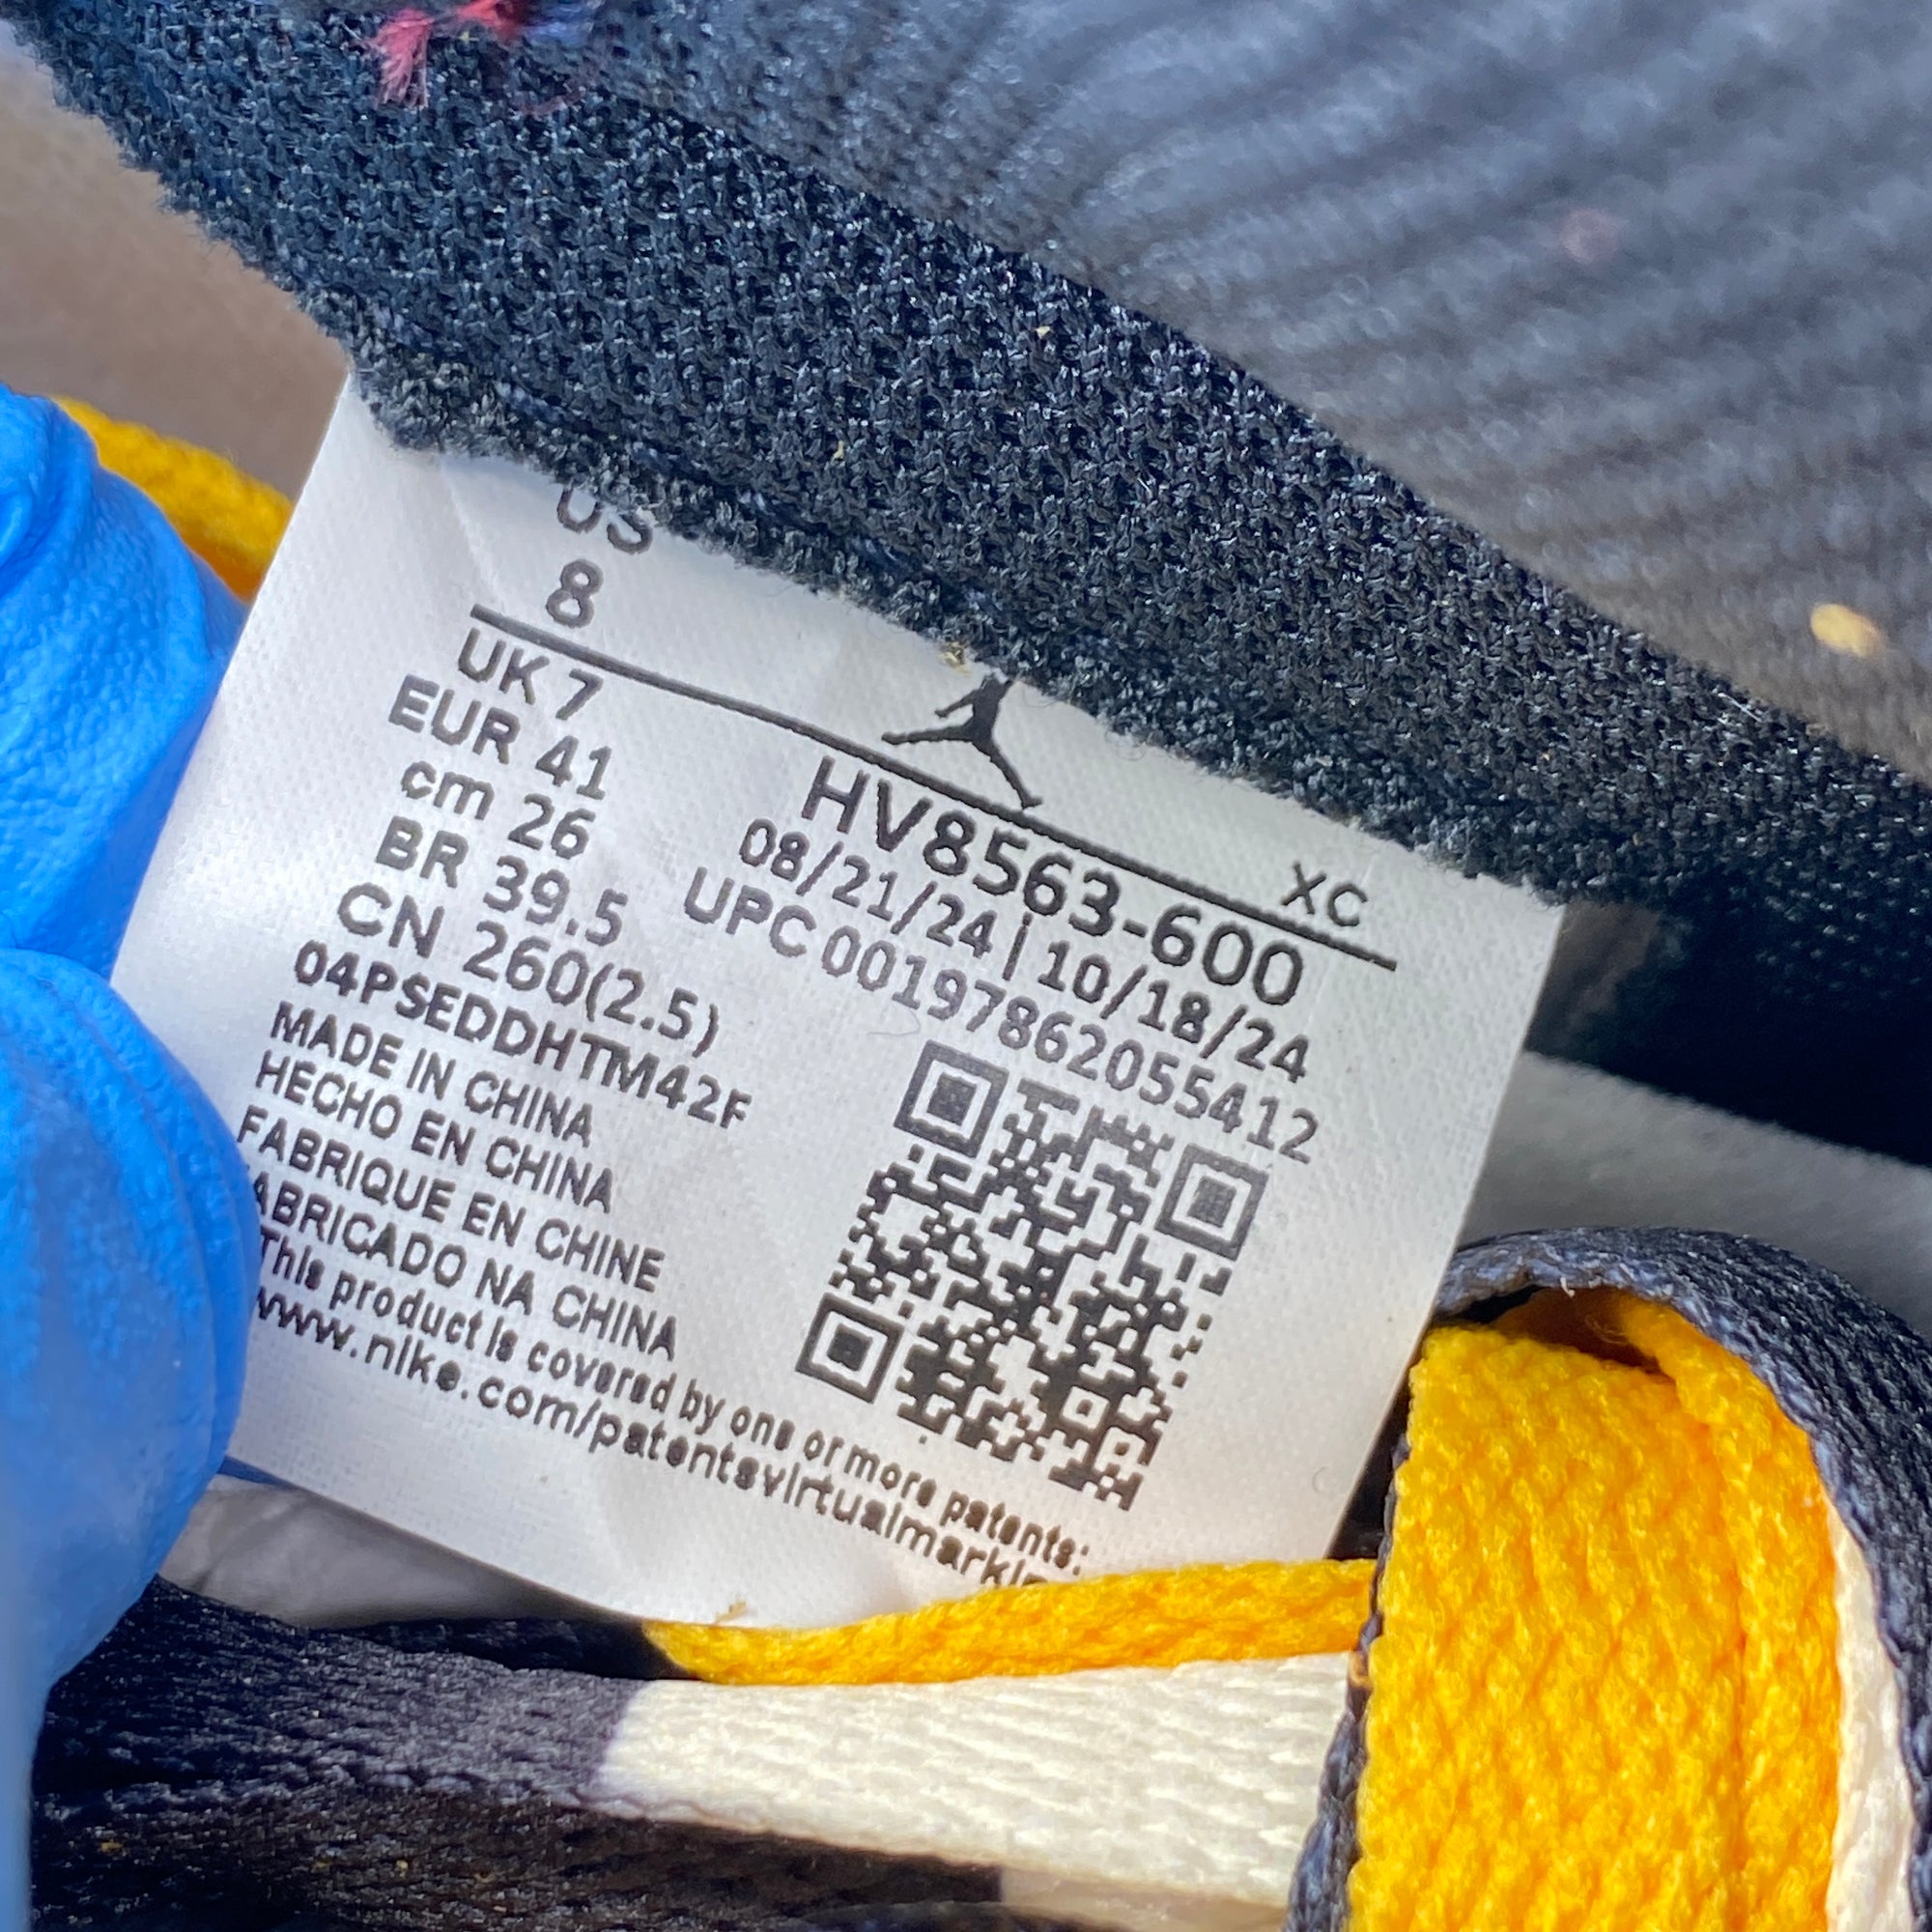 US
8
UK 7
EUR 41
cm 26
BR 39.5
CN 260(2.5)
04PSEDDHTM42F
MADE IN CHINA
HECHO EN CHINA
FABRIQUE EN CHINE
ABRICADO NA CHINA
XC
HV8563-600
08/21/24 | 10/18/24
UPC 00197862055412
This product is covered by one or more patents:
www.nike.com/patentsvirtualmarkin